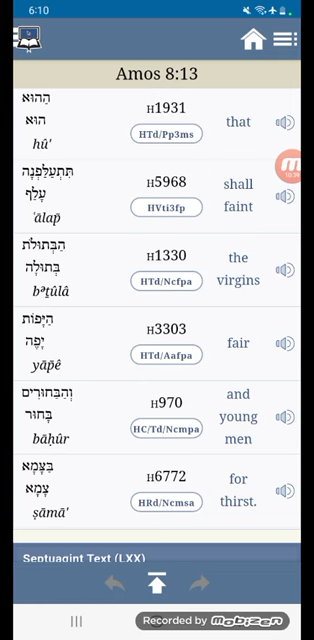 6:10
Amos 8:13
הַהוּא
H1931
that
הוּא
HTd/Pp3ms
hû'
תִּתְעַלַּפְנָה
H5968
shall
עָלַף
HVti3fp
faint
ʿālap̄
הַבְּתוּלֹת
H1330
the
בְּתוּלָה
HTd/Ncfpa
virgins
bᵊṯûlâ
הַיָּפוֹת
H3303
fair
יָפֶה
HTd/Aafpa
yāp̄ê
וְהַבַּחוּרִים
H970
and
בָּחוּר
HC/Td/Ncmpa
young
bāḥûr
men
בַּצָּמָא
H6772
for
צָמָא
HRd/Ncmsa
thirst.
ṣāmā'
Septuagint Text (LXX)
Recorded by mobizen